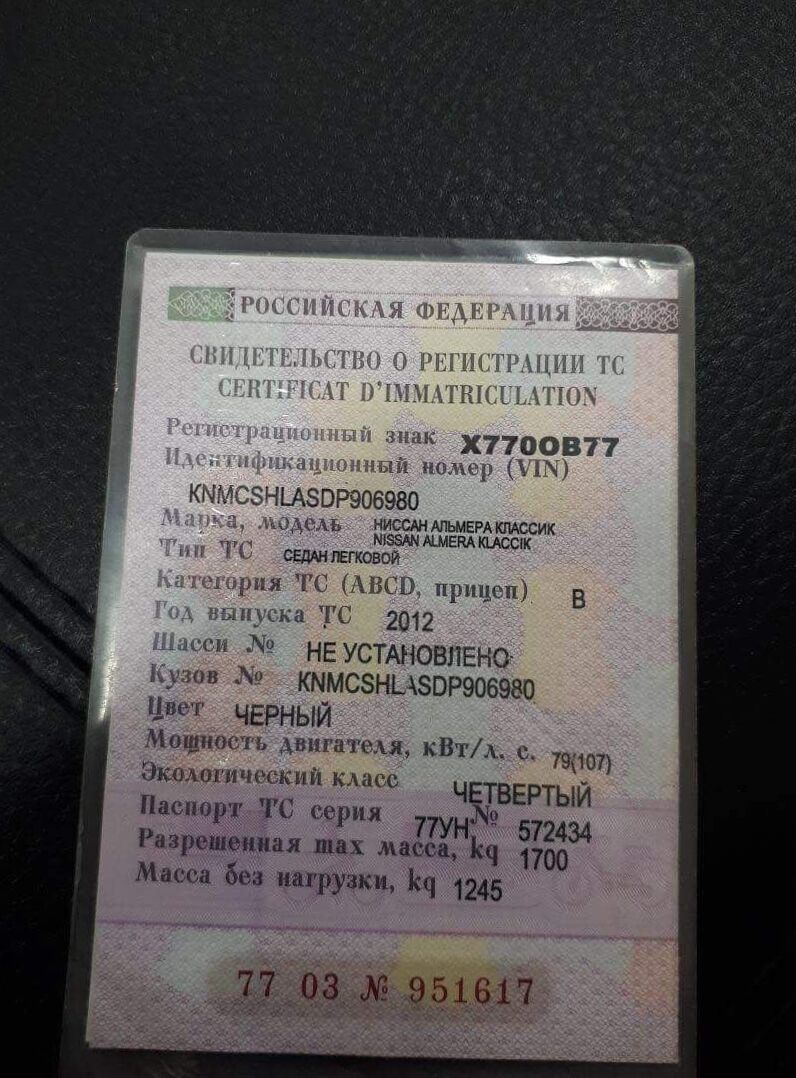 РОССИЙСКАЯ ФЕДЕРАЦИЯ
СВИДЕТЕЛЬСТВО О РЕГИСТРАЦИИ ТС
CERTIFICAT D'IMMATRICULATION
Регистрационный знак Х770ОВ77
Идентификационный номер (VIN)
KNMCSHLASDP906980
Марка, модель НИССАН АЛЬМЕРА КЛАССИК
NISSAN ALMERA KLACCIK
Тип ТС СЕДАН ЛЕГКОВОЙ
Категория ТС (ABCD, прицеп) B
Год выпуска ТС 2012
Шасси № НЕ УСТАНОВЛЕНО
Кузов № KNMCSHLASDP906980
Цвет ЧЕРНЫЙ
Мощность двигателя, кВт/л. с. 79(107)
Экологический класс ЧЕТВЕРТЫЙ
Паспорт ТС серия 77УН № 572434
Разрешенная max масса, kg 1700
Масса без нагрузки, kg 1245
77 03 № 951617